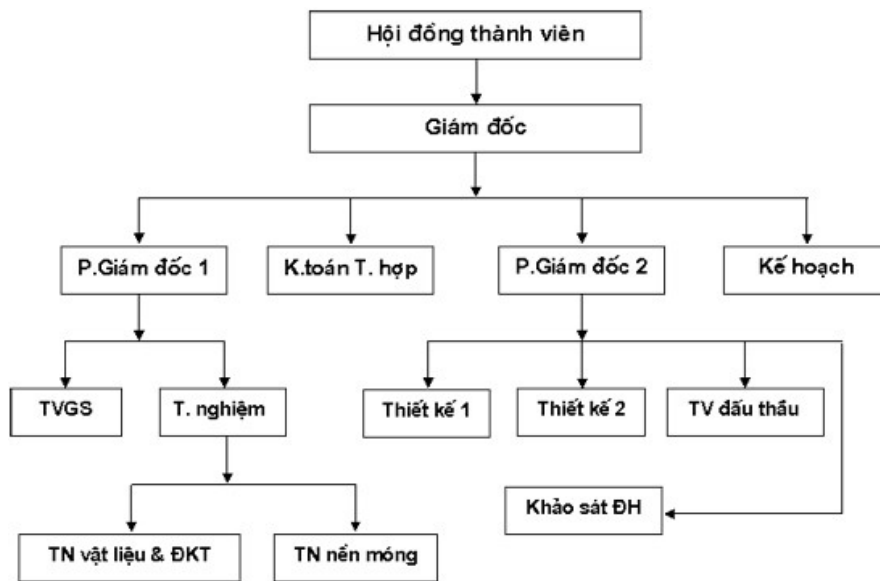 Hội đồng thành viên
Giám đốc
P.Giám đốc 1
K.toán T. hợp
P.Giám đốc 2
Kế hoạch
TVGS
T. nghiệm
Thiết kế 1
Thiết kế 2
TV đấu thầu
Khảo sát ĐH
TN vật liệu & ĐKT
TN nền móng